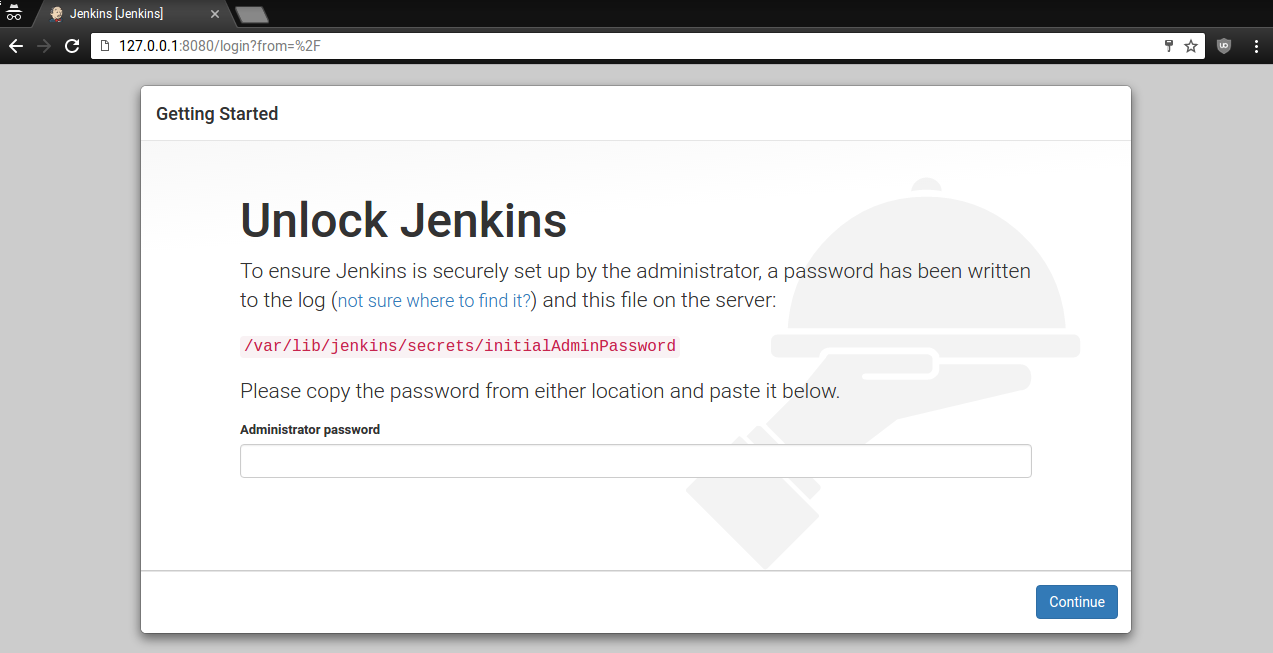 Jenkins [Jenkins]
127.0.0.1:8080/login?from=%2F
Getting Started
Unlock Jenkins
To ensure Jenkins is securely set up by the administrator, a password has been written
to the log (not sure where to find it?) and this file on the server:
/var/lib/jenkins/secrets/initialAdminPassword
Please copy the password from either location and paste it below.
Administrator password
Continue